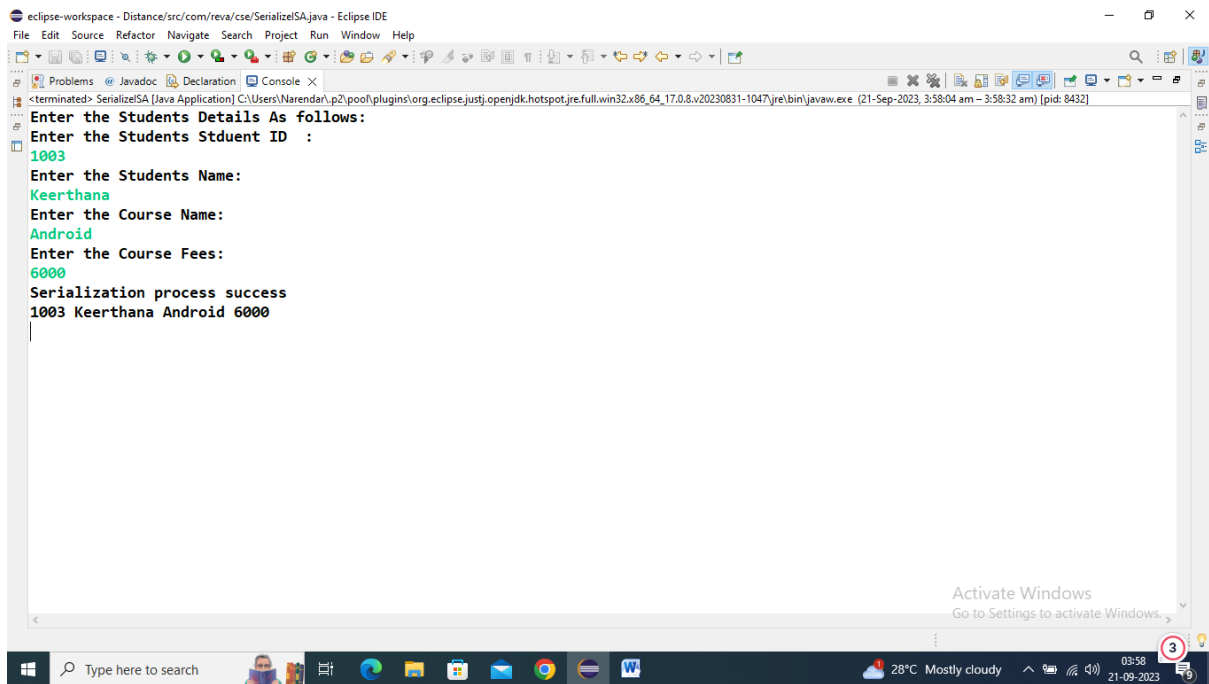 eclipse-workspace - Distance/src/com/reva/cse/SerializelSA.java - Eclipse IDE
File Edit Source Refactor Navigate Search Project Run Window Help
Problems @ Javadoc Declaration Console
<terminated> SerializelSA [Java Application] C:\Users\Narendar\.p2\pool\plugins\org.eclipse.justj.openjdk.hotspot.jre.full.win32.x86_64_17.0.8.v20230831-1047\jre\bin\javaw.exe (21-Sep-2023, 3:58:04 am – 3:58:32 am) [pid: 8432]
Enter the Students Details As follows:
Enter the Students Stduent ID :
1003
Enter the Students Name:
Keerthana
Enter the Course Name:
Android
Enter the Course Fees:
6000
Serialization process success
1003 Keerthana Android 6000
Activate Windows
Go to Settings to activate Windows.
3
Type here to search
28°C Mostly cloudy
03:58
21-09-2023
9